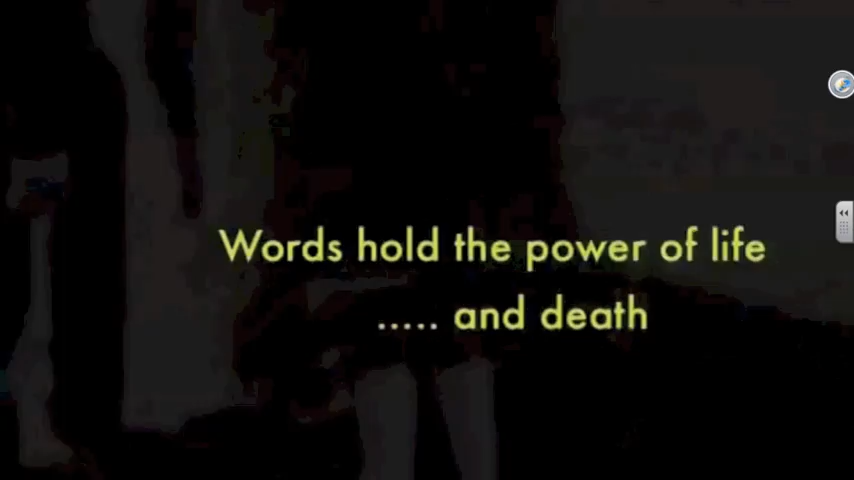 Words hold the power of life
..... and death